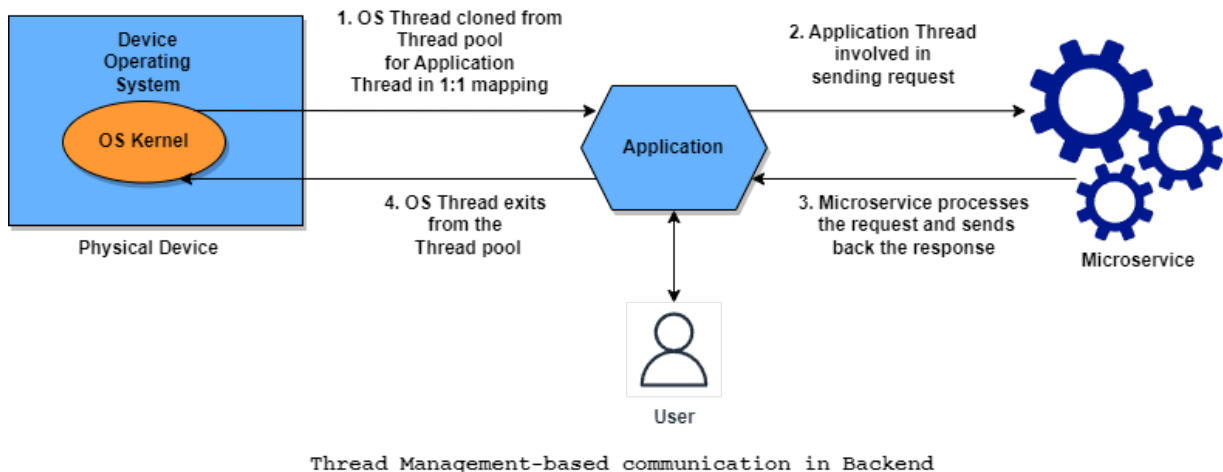 Device
Operating
System
OS Kernel
Physical Device
1. OS Thread cloned from
Thread pool
for Application
Thread in 1:1 mapping
4. OS Thread exits
from the
Thread pool
Application
User
2. Application Thread
involved in
sending request
3. Microservice processes
the request and sends
back the response
Microservice
Thread Management-based communication in Backend